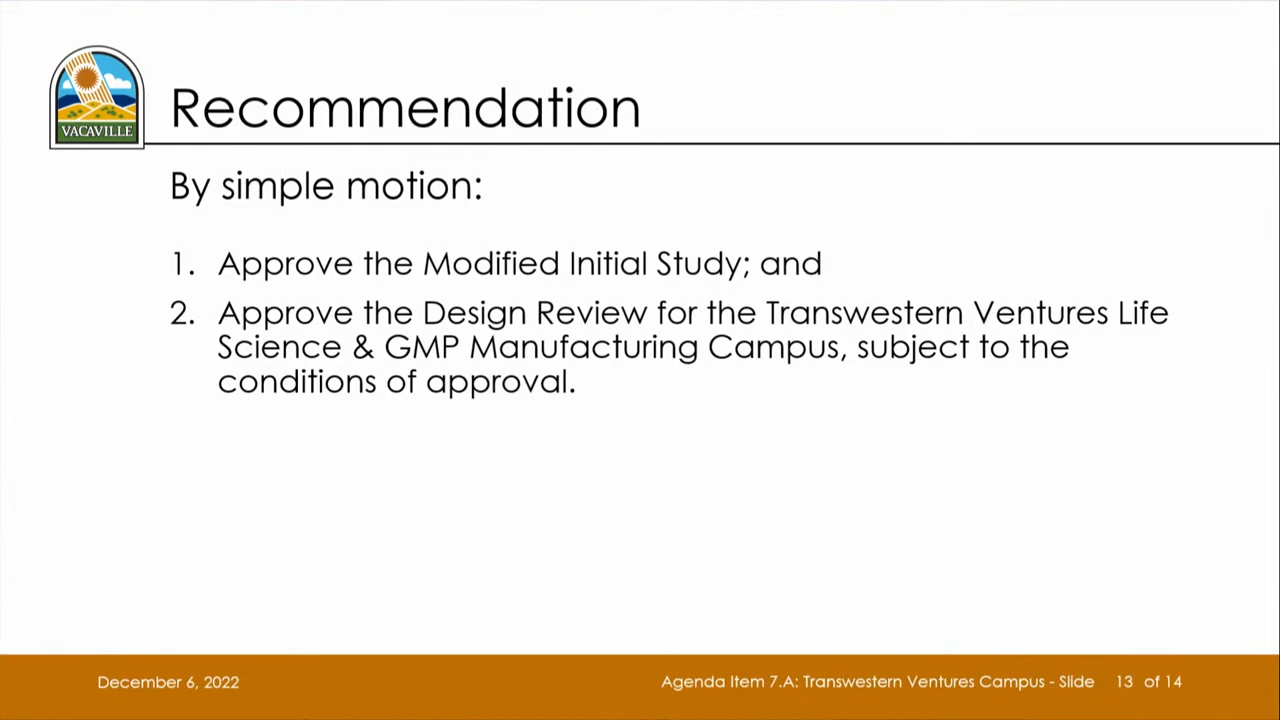 VACAVILLE
Recommendation
By simple motion:
1. Approve the Modified Initial Study; and
2. Approve the Design Review for the Transwestern Ventures Life
Science & GMP Manufacturing Campus, subject to the
conditions of approval.
December 6, 2022
Agenda Item 7.A: Transwestern Ventures Campus - Slide 13 of 14